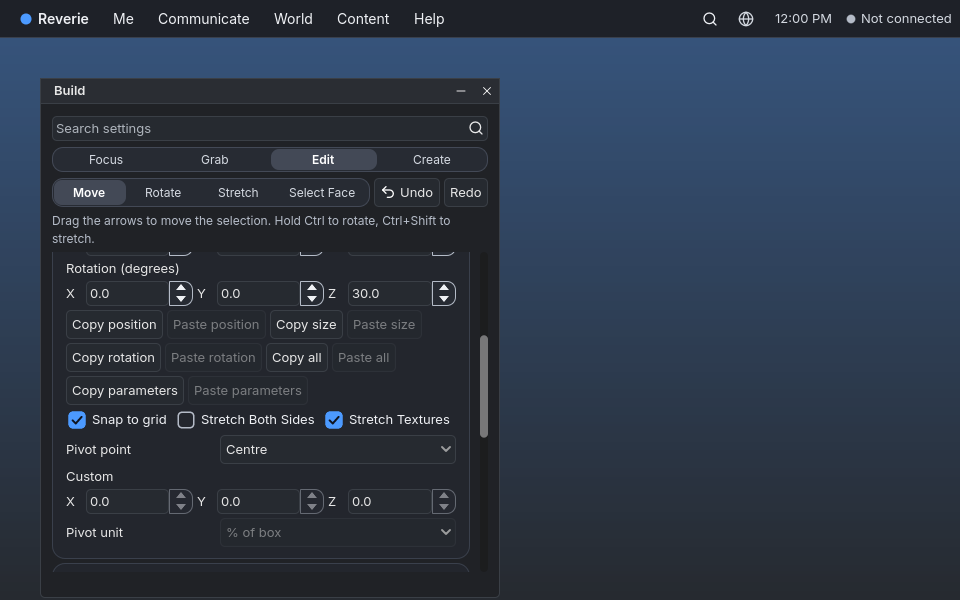 Reverie Me Communicate World Content Help 12:00 PM Not connected
Build
Search settings
Focus Grab Edit Create
Move Rotate Stretch Select Face Undo Redo
Drag the arrows to move the selection. Hold Ctrl to rotate, Ctrl+Shift to
stretch.
Rotation (degrees)
X 0.0 Y 0.0 Z 30.0
Copy position Paste position Copy size Paste size
Copy rotation Paste rotation Copy all Paste all
Copy parameters Paste parameters
Snap to grid Stretch Both Sides Stretch Textures
Pivot point Centre
Custom
X 0.0 Y 0.0 Z 0.0
Pivot unit % of box